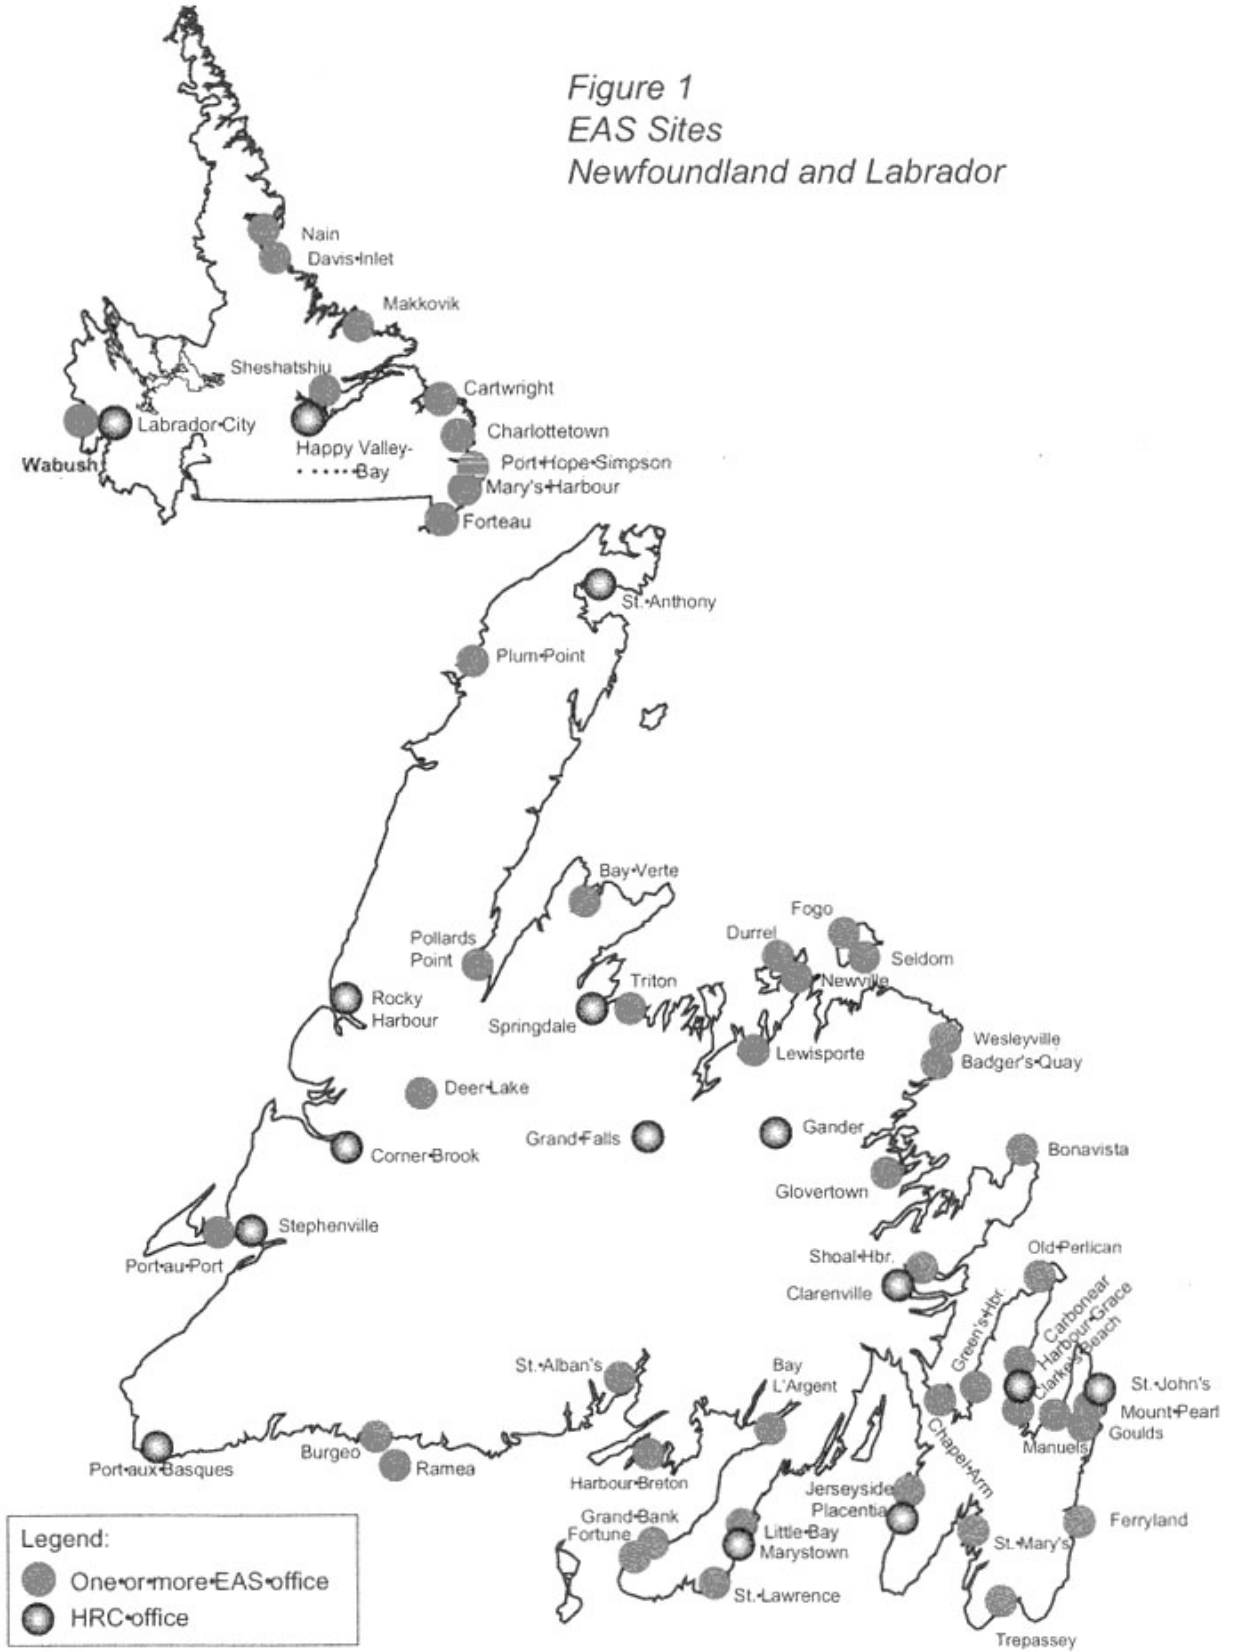 Figure 1
EAS Sites
Newfoundland and Labrador
Nain
Davis•Inlet
Makkovik
Sheshatshiu
Cartwright
Labrador•City
Charlottetown
Happy Valley-
•••••Bay
Wabush
Port•Hope•Simpson
Mary's•Harbour
Forteau
St.•Anthony
Plum•Point
Bay•Verte
Fogo
Durrel
Pollards
Point
Seldom
Newville
Triton
Rocky
Harbour
Springdale
Wesleyville
Lewisporte
Badger's•Quay
Deer•Lake
Gander
Grand•Falls
Corner•Brook
Bonavista
Glovertown
Stephenville
Port•au•Port
Shoal•Hbr.
Old•Perlican
Clarenville
Green's•Hbr.
Carbonear
Harbour•Grace
Clarke's•Beach
St.•Alban's
Bay
L'Argent
St.•John's
Mount•Pearl
Goulds
Manuels
Chapel•Arm
Burgeo
Ramea
Port•aux•Basques
Harbour•Breton
Jerseyside
Placentia
Grand•Bank
Fortune
Little•Bay
Marystown
St.•Mary's
Ferryland
St.•Lawrence
Trepassey
Legend:
One•or•more•EAS•office
HRC•office